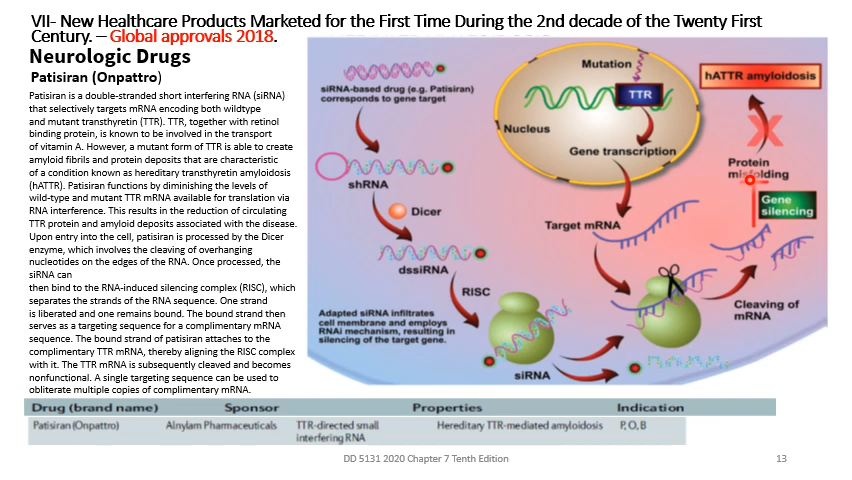 VII- New Healthcare Products Marketed for the First Time During the 2nd decade of the Twenty First
Century. – Global approvals 2018.
Neurologic Drugs
Patisiran (Onpattro)
Patisiran is a double-stranded short interfering RNA (siRNA)
that selectively targets mRNA encoding both wildtype
and mutant transthyretin (TTR). TTR, together with retinol
binding protein, is known to be involved in the transport
of vitamin A. However, a mutant form of TTR is able to create
amyloid fibrils and protein deposits that are characteristic
of a condition known as hereditary transthyretin amyloidosis
(hATTR). Patisiran functions by diminishing the levels of
wild-type and mutant TTR mRNA available for translation via
RNA interference. This results in the reduction of circulating
TTR protein and amyloid deposits associated with the disease.
Upon entry into the cell, patisiran is processed by the Dicer
enzyme, which involves the cleaving of overhanging
nucleotides on the edges of the RNA. Once processed, the
siRNA can
then bind to the RNA-induced silencing complex (RISC), which
separates the strands of the RNA sequence. One strand
is liberated and one remains bound. The bound strand then
serves as a targeting sequence for a complimentary mRNA
sequence. The bound strand of patisiran attaches to the
complimentary TTR mRNA, thereby aligning the RISC complex
with it. The TTR mRNA is subsequently cleaved and becomes
nonfunctional. A single targeting sequence can be used to
obliterate multiple copies of complimentary mRNA.
siRNA-based drug (e.g. Patisiran)
corresponds to gene target
shRNA
Dicer
dssiRNA
RISC
Adapted siRNA infiltrates
cell membrane and employs
RNAi mechanism, resulting in
silencing of the target gene.
siRNA
Mutation
TTR
Nucleus
Gene transcription
Target mRNA
hATTR amyloidosis
Protein
misfolding
Gene
silencing
Cleaving of
mRNA
Drug (brand name) Sponsor Properties Indication
Patisiran (Onpattro) Alnylam Pharmaceuticals TTR-directed small Hereditary TTR-mediated amyloidosis P, O, B
interfering RNA
DD 5131 2020 Chapter 7 Tenth Edition 13